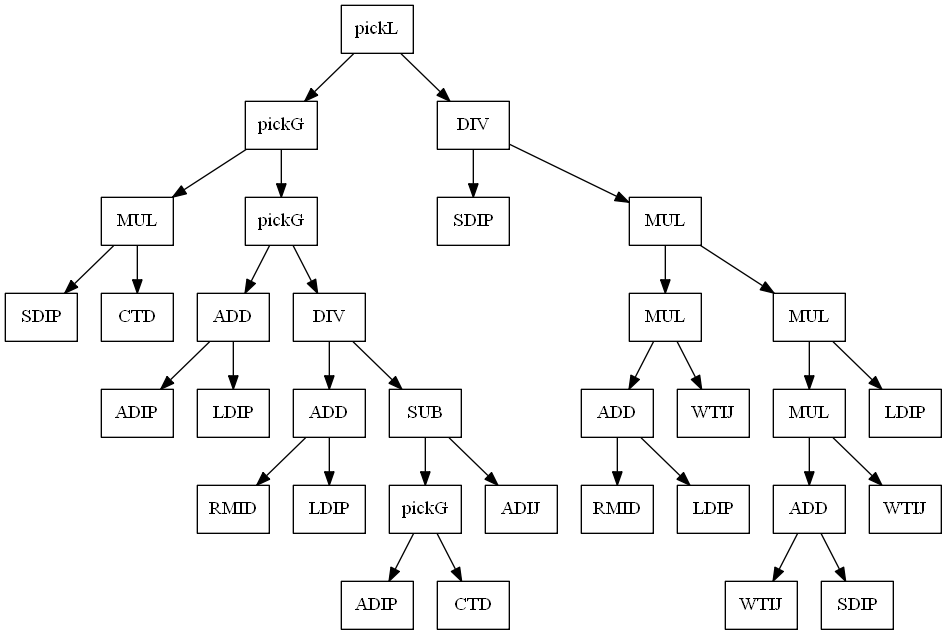 pickL
pickG DIV
MUL pickG SDIP MUL
SDIP CTD ADD DIV MUL MUL
ADIP LDIP ADD SUB ADD WTIJ MUL LDIP
RMID LDIP pickG ADIJ RMID LDIP ADD WTIJ
ADIP CTD WTIJ SDIP